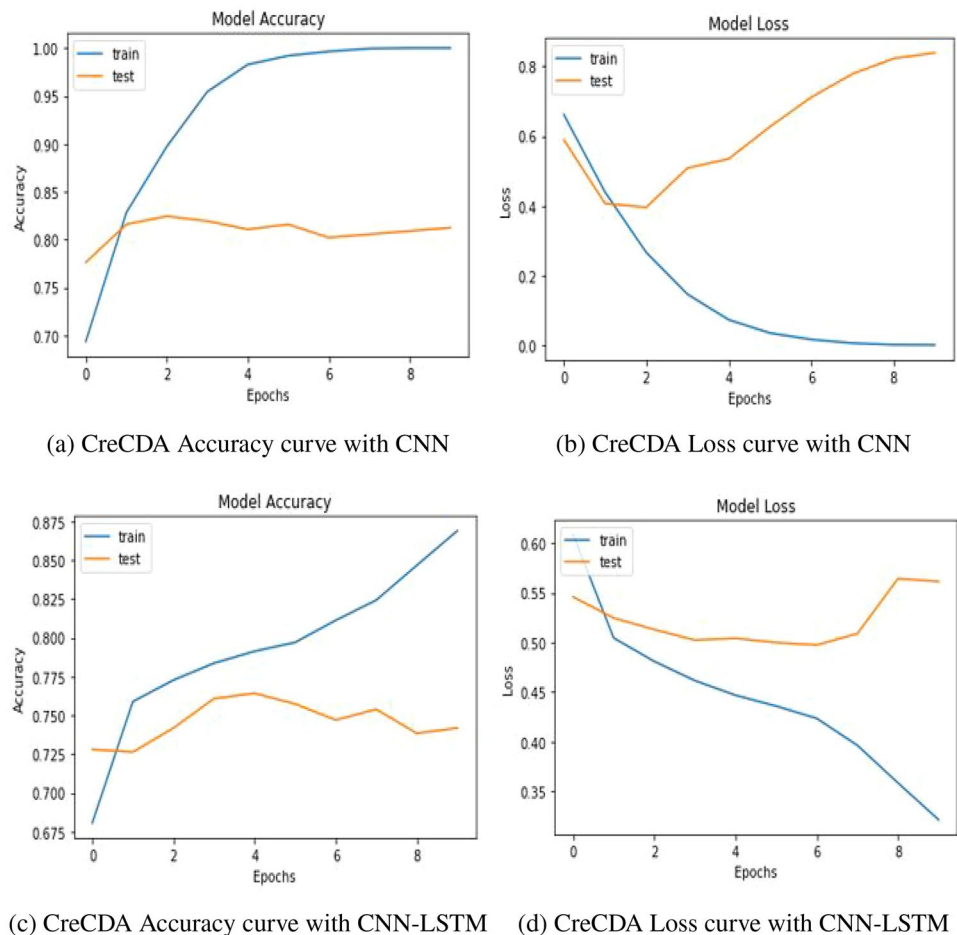 Model Accuracy
train
test
1.00
0.95
0.90
0.85
0.80
0.75
0.70
Accuracy
0 2 4 6 8
Epochs
(a) CreCDA Accuracy curve with CNN
Model Loss
train
test
0.8
0.6
0.4
0.2
0.0
Loss
0 2 4 6 8
Epochs
(b) CreCDA Loss curve with CNN
Model Accuracy
train
test
0.875
0.850
0.825
0.800
0.775
0.750
0.725
0.700
0.675
Accuracy
0 2 4 6 8
Epochs
(c) CreCDA Accuracy curve with CNN-LSTM
Model Loss
train
test
0.60
0.55
0.50
0.45
0.40
0.35
Loss
0 2 4 6 8
Epochs
(d) CreCDA Loss curve with CNN-LSTM